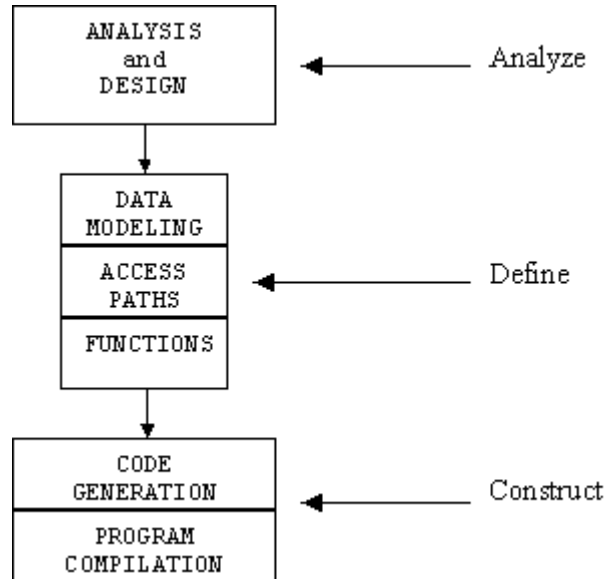 ANALYSIS
and
DESIGN
Analyze
DATA
MODELING
ACCESS
PATHS
Define
FUNCTIONS
CODE
GENERATION
Construct
PROGRAM
COMPILATION